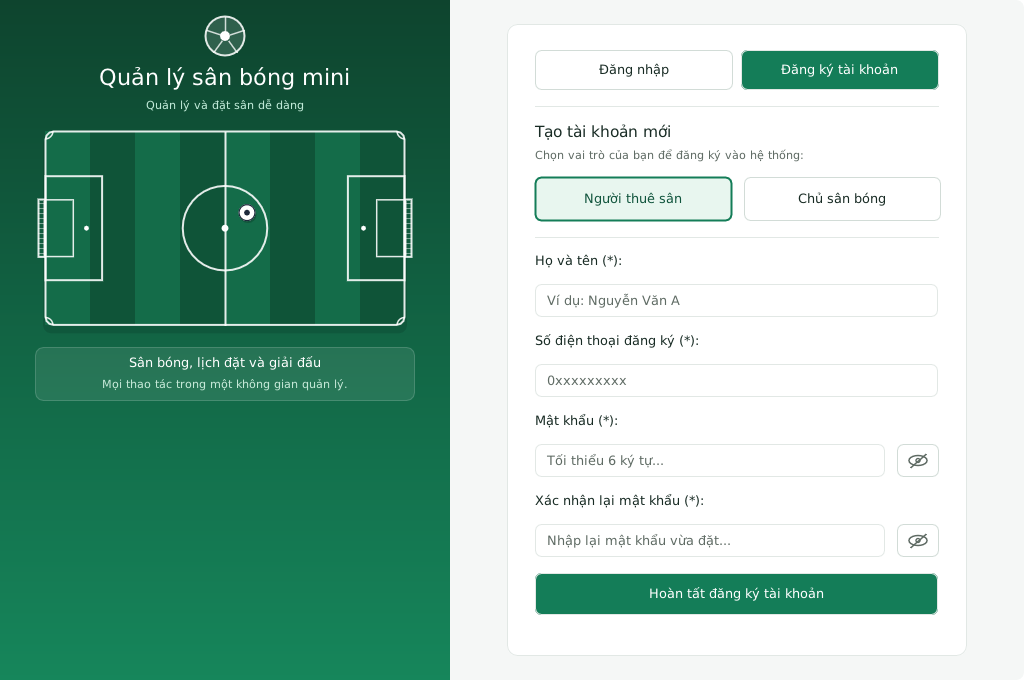 Quản lý sân bóng mini
Quản lý và đặt sân dễ dàng
Sân bóng, lịch đặt và giải đấu
Mọi thao tác trong một không gian quản lý.
Đăng nhập
Đăng ký tài khoản
Tạo tài khoản mới
Chọn vai trò của bạn để đăng ký vào hệ thống:
Người thuê sân
Chủ sân bóng
Họ và tên (*):
Ví dụ: Nguyễn Văn A
Số điện thoại đăng ký (*):
0xxxxxxxxx
Mật khẩu (*):
Tối thiểu 6 ký tự...
Xác nhận lại mật khẩu (*):
Nhập lại mật khẩu vừa đặt...
Hoàn tất đăng ký tài khoản